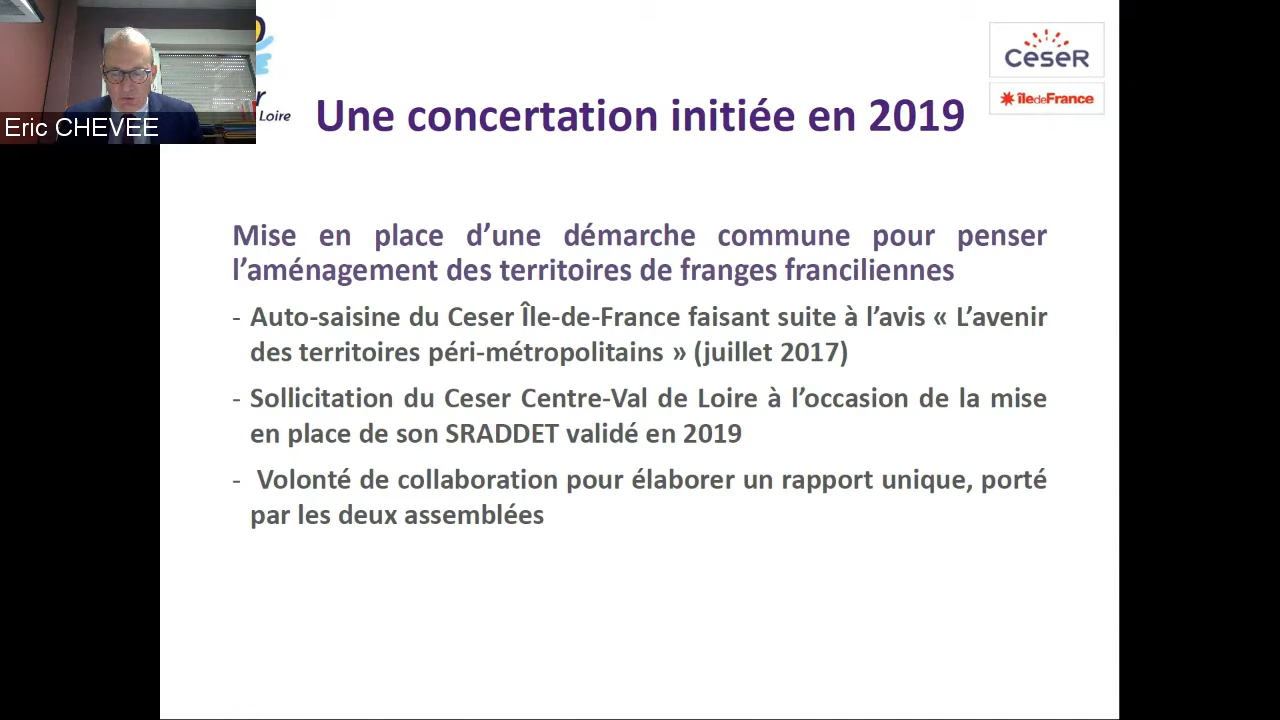 Eric CHEVEE
Loire
CeseR
îledeFrance
Une concertation initiée en 2019
Mise en place d’une démarche commune pour penser
l’aménagement des territoires de franges franciliennes
- Auto-saisine du Ceser Île-de-France faisant suite à l’avis « L’avenir
des territoires péri-métropolitains » (juillet 2017)
- Sollicitation du Ceser Centre-Val de Loire à l’occasion de la mise
en place de son SRADDET validé en 2019
- Volonté de collaboration pour élaborer un rapport unique, porté
par les deux assemblées